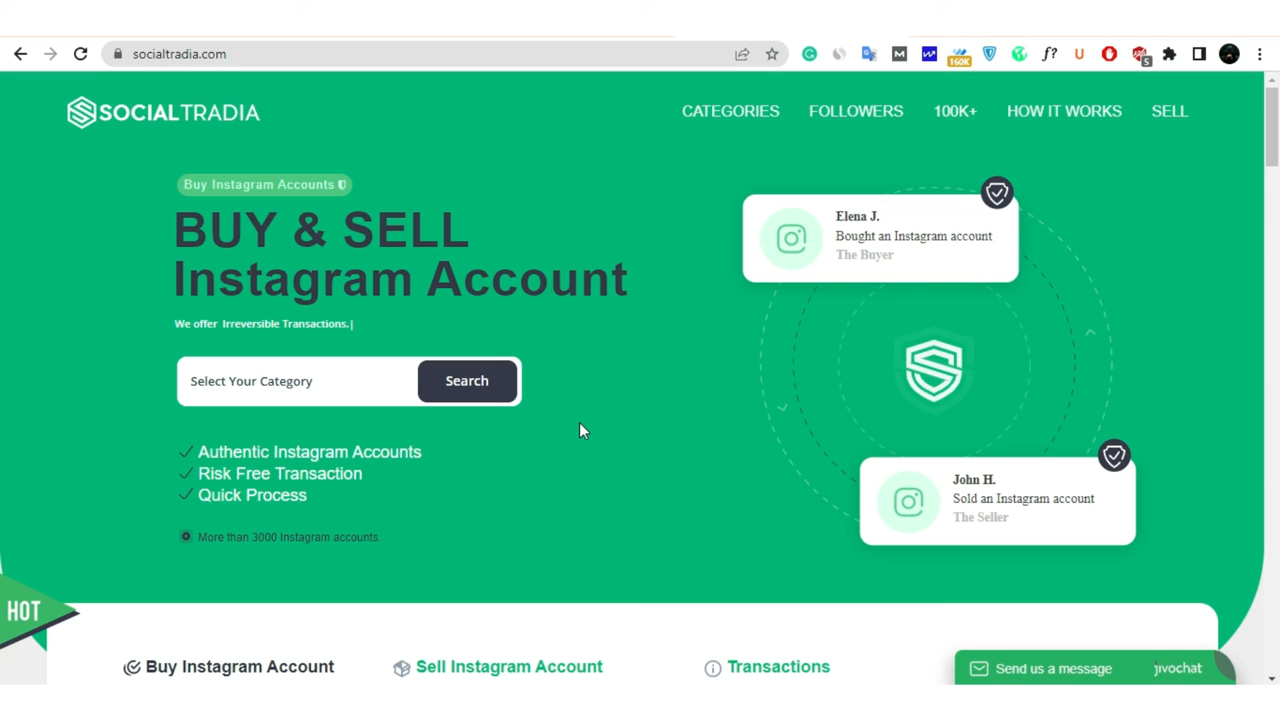 socialtradia.com
160K
f?
U
5
SOCIALTRADIA
CATEGORIES
FOLLOWERS
100K+
HOW IT WORKS
SELL
Buy Instagram Accounts
BUY & SELL
Instagram Account
We offer Irreversible Transactions.|
Select Your Category
Search
Authentic Instagram Accounts
Risk Free Transaction
Quick Process
More than 3000 Instagram accounts
Elena J.
Bought an Instagram account
The Buyer
John H.
Sold an Instagram account
The Seller
HOT
Buy Instagram Account
Sell Instagram Account
Transactions
Send us a message
jivochat